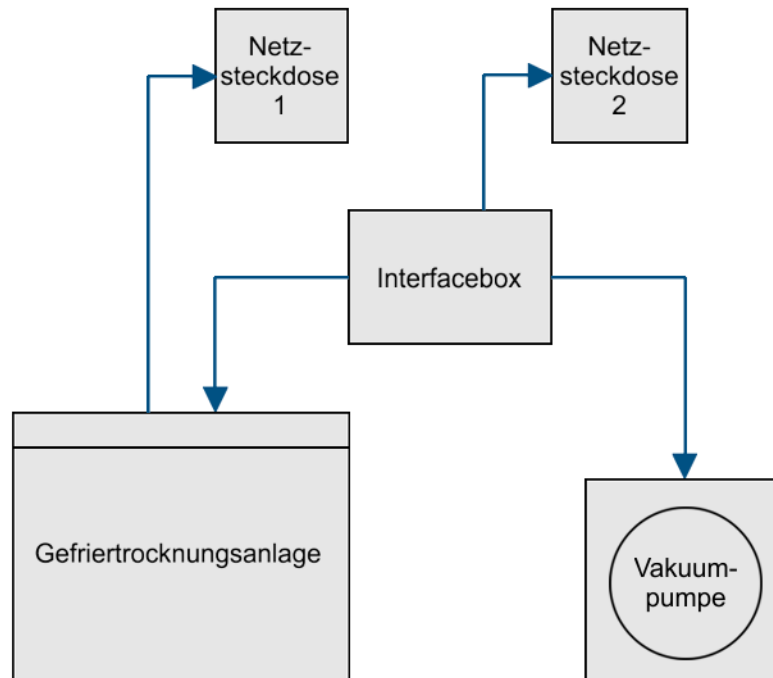 Netz-
steckdose
1
Netz-
steckdose
2
Interfacebox
Gefriertrocknungsanlage
Vakuum-
pumpe